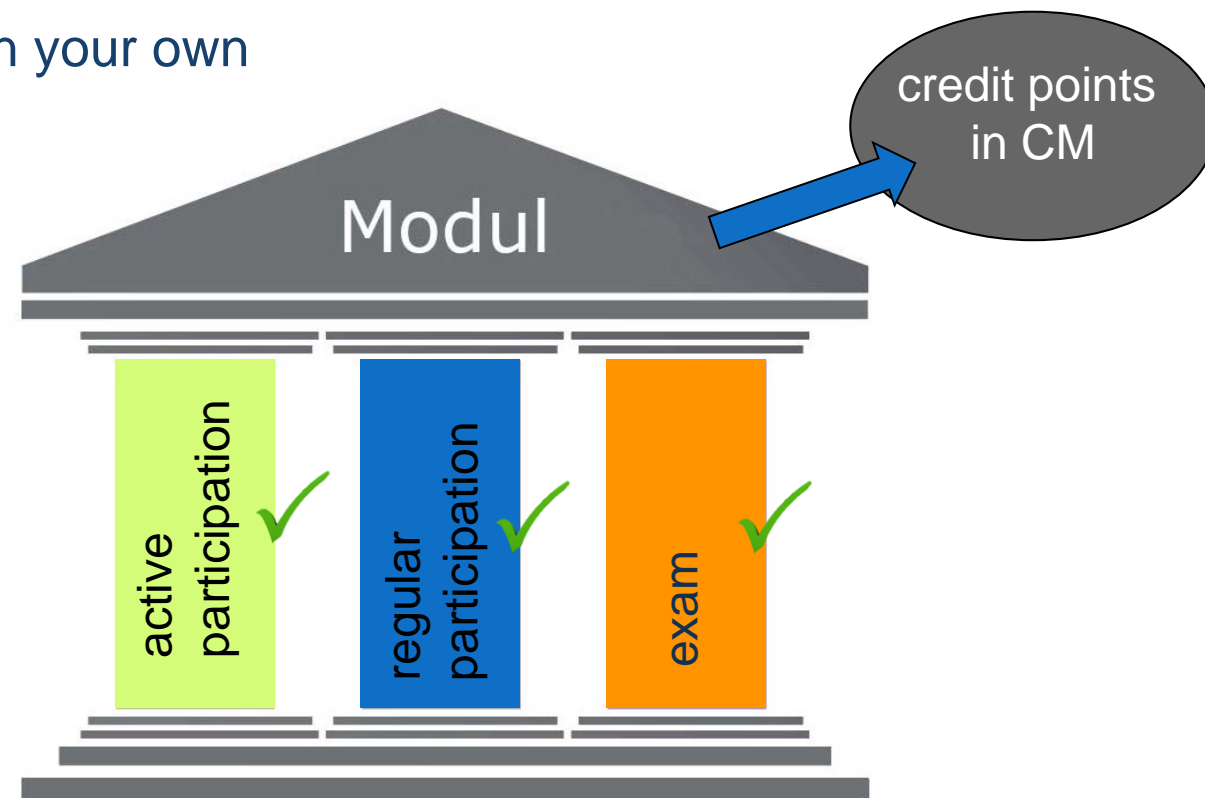 n your own
credit points
in CM
Modul
active
participation
regular
participation
exam